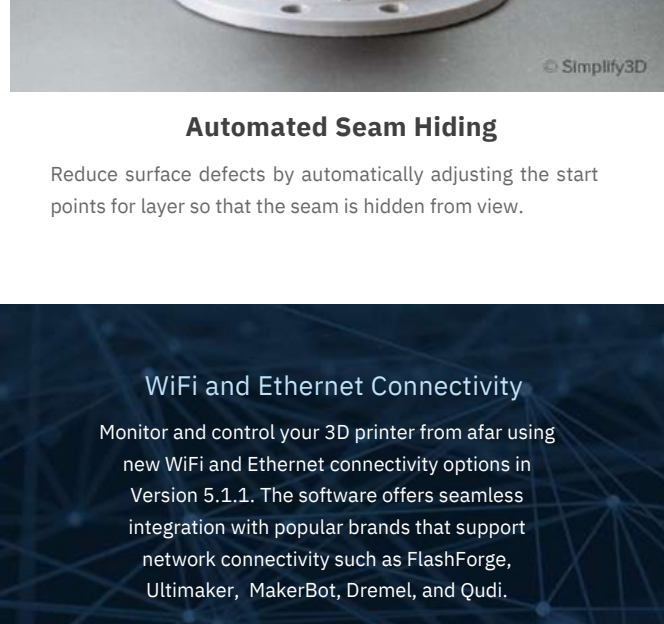 © Simplify3D
Automated Seam Hiding
Reduce surface defects by automatically adjusting the start
points for layer so that the seam is hidden from view.
WiFi and Ethernet Connectivity
Monitor and control your 3D printer from afar using
new WiFi and Ethernet connectivity options in
Version 5.1.1. The software offers seamless
integration with popular brands that support
network connectivity such as FlashForge,
Ultimaker,  MakerBot, Dremel, and Qudi.